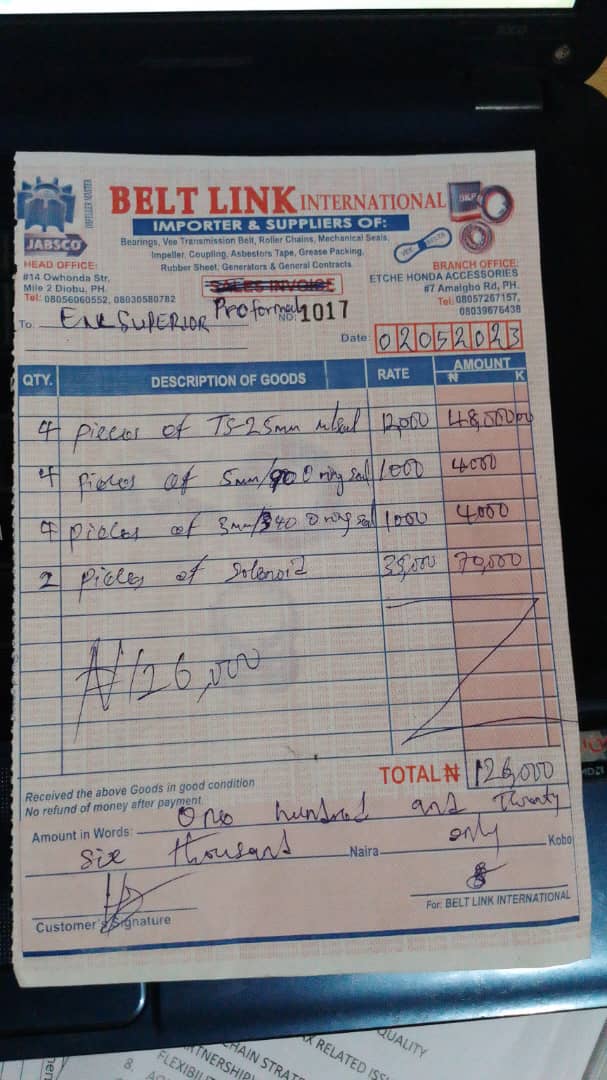 BELT LINK INTERNATIONAL
IMPELLER MASTER
JABSCO
IMPORTER & SUPPLIERS OF:
Bearings, Vee Transmission Belt, Roller Chains, Mechanical Seals,
Impeller, Coupling, Asbestors Tape, Grease Packing,
Rubber Sheet, Generators & General Contracts
HEAD OFFICE:
#14 Owhonda Str,
Mile 2 Diobu, PH.
Tel: 08056060552, 08030580782
BRANCH OFFICE:
ETCHE HONDA ACCESSORIES
#7 Amaigbo Rd, PH.
Tel: 08057267157,
08039676438
SALES INVOICE
Proforma
NO: 1017
To ENK SUPERIOR
Date: 02052023
QTY. DESCRIPTION OF GOODS RATE AMOUNT
₦ K
4 pieces of TS-25mm 12,000 48,000
4 pieces of 5mm/ O ring seal 1000 4000
4 pieces of 3mm/340 O ring seal 1000 4,000
2 pieces of Solenoid 35,000 70,000
₦126,000
TOTAL ₦ 126,000
Received the above Goods in good condition
No refund of money after payment
Amount in Words: One hundred and Twenty
Six thousand Naira only Kobo
Customer's Signature
For: BELT LINK INTERNATIONAL
QUALITY
X RELATED ISS
CHAIN STRAT
RTNERSHIP
FLEXIBIL
8.